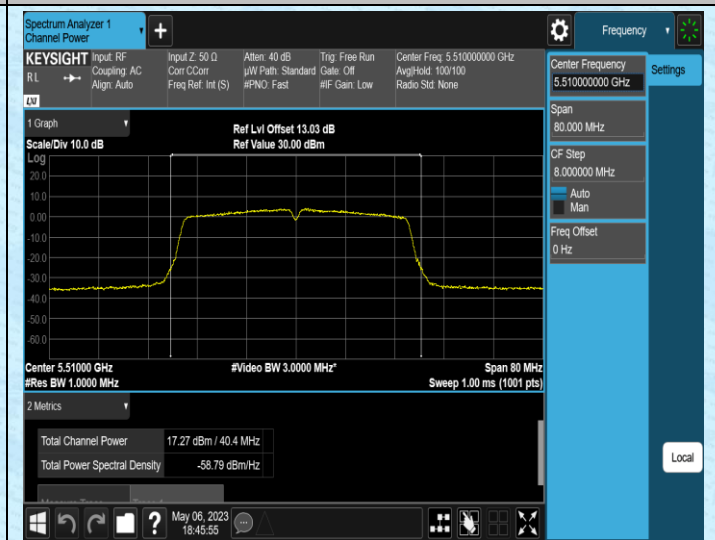 Spectrum Analyzer 1
Channel Power
+
Frequency
KEYSIGHT
R L
LXI
Input: RF
Coupling: AC
Align: Auto
Input Z: 50 Ω
Corr CCorr
Freq Ref: Int (S)
Atten: 40 dB
µW Path: Standard
#PNO: Fast
Trig: Free Run
Gate: Off
#IF Gain: Low
Center Freq: 5.510000000 GHz
Avg|Hold: 100/100
Radio Std: None
Center Frequency
5.510000000 GHz
Settings
Span
80.000 MHz
CF Step
8.000000 MHz
Auto
Man
Freq Offset
0 Hz
1 Graph
Scale/Div 10.0 dB
Ref Lvl Offset 13.03 dB
Ref Value 30.00 dBm
Log
20.0
10.0
0.00
-10.0
-20.0
-30.0
-40.0
-50.0
-60.0
Center 5.51000 GHz
#Res BW 1.0000 MHz
#Video BW 3.0000 MHz*
Span 80 MHz
Sweep 1.00 ms (1001 pts)
2 Metrics
Total Channel Power 17.27 dBm / 40.4 MHz
Total Power Spectral Density -58.79 dBm/Hz
Local
?
May 06, 2023
18:45:55